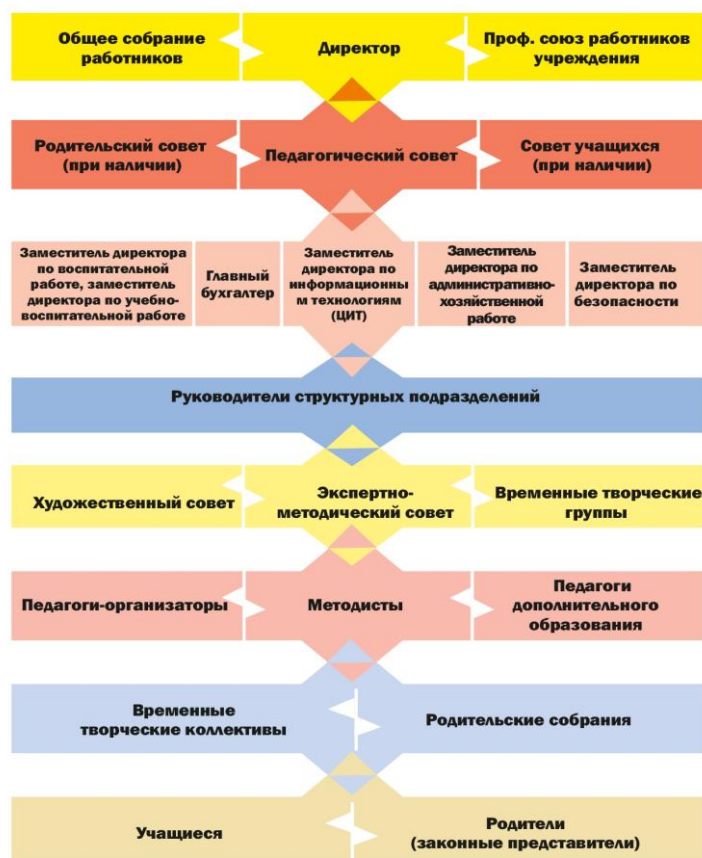 Общее собрание
работников
Директор
Проф. союз работников
учреждения
Родительский совет
(при наличии)
Педагогический совет
Совет учащихся
(при наличии)
Заместитель директора
по воспитательной
работе, заместитель
директора по учебно-
воспитательной работе
Главный
бухгалтер
Заместитель
директора по
информационны
м технологиям
(ЦИТ)
Заместитель
директора по
административно-
хозяйственной
работе
Заместитель
директора по
безопасности
Руководители структурных подразделений
Художественный совет
Экспертно-
методический совет
Временные творческие
группы
Педагоги-организаторы
Методисты
Педагоги
дополнительного
образования
Временные
творческие коллективы
Родительские собрания
Учащиеся
Родители
(законные представители)